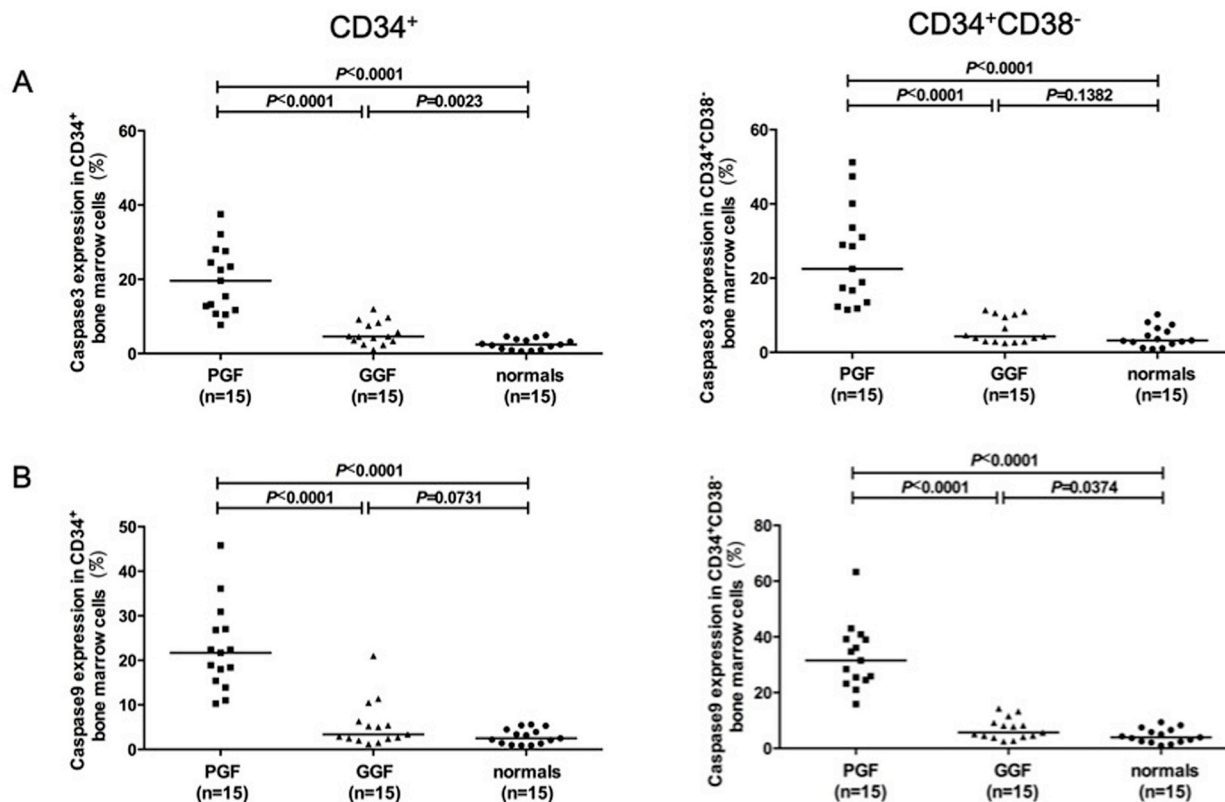 CD34⁺
CD34⁺CD38⁻
A
P<0.0001
P<0.0001
P=0.0023
Caspase3 expression in CD34⁺
bone marrow cells (%)
60
40
20
0
PGF
(n=15)
GGF
(n=15)
normals
(n=15)
P<0.0001
P<0.0001
P=0.1382
Caspase3 expression in CD34⁺CD38⁻
bone marrow cells (%)
60
40
20
0
PGF
(n=15)
GGF
(n=15)
normals
(n=15)
B
P<0.0001
P<0.0001
P=0.0731
Caspase9 expression in CD34⁺
bone marrow cells (%)
50
40
30
20
10
0
PGF
(n=15)
GGF
(n=15)
normals
(n=15)
P<0.0001
P<0.0001
P=0.0374
Caspase9 expression in CD34⁺CD38⁻
bone marrow cells (%)
80
60
40
20
0
PGF
(n=15)
GGF
(n=15)
normals
(n=15)